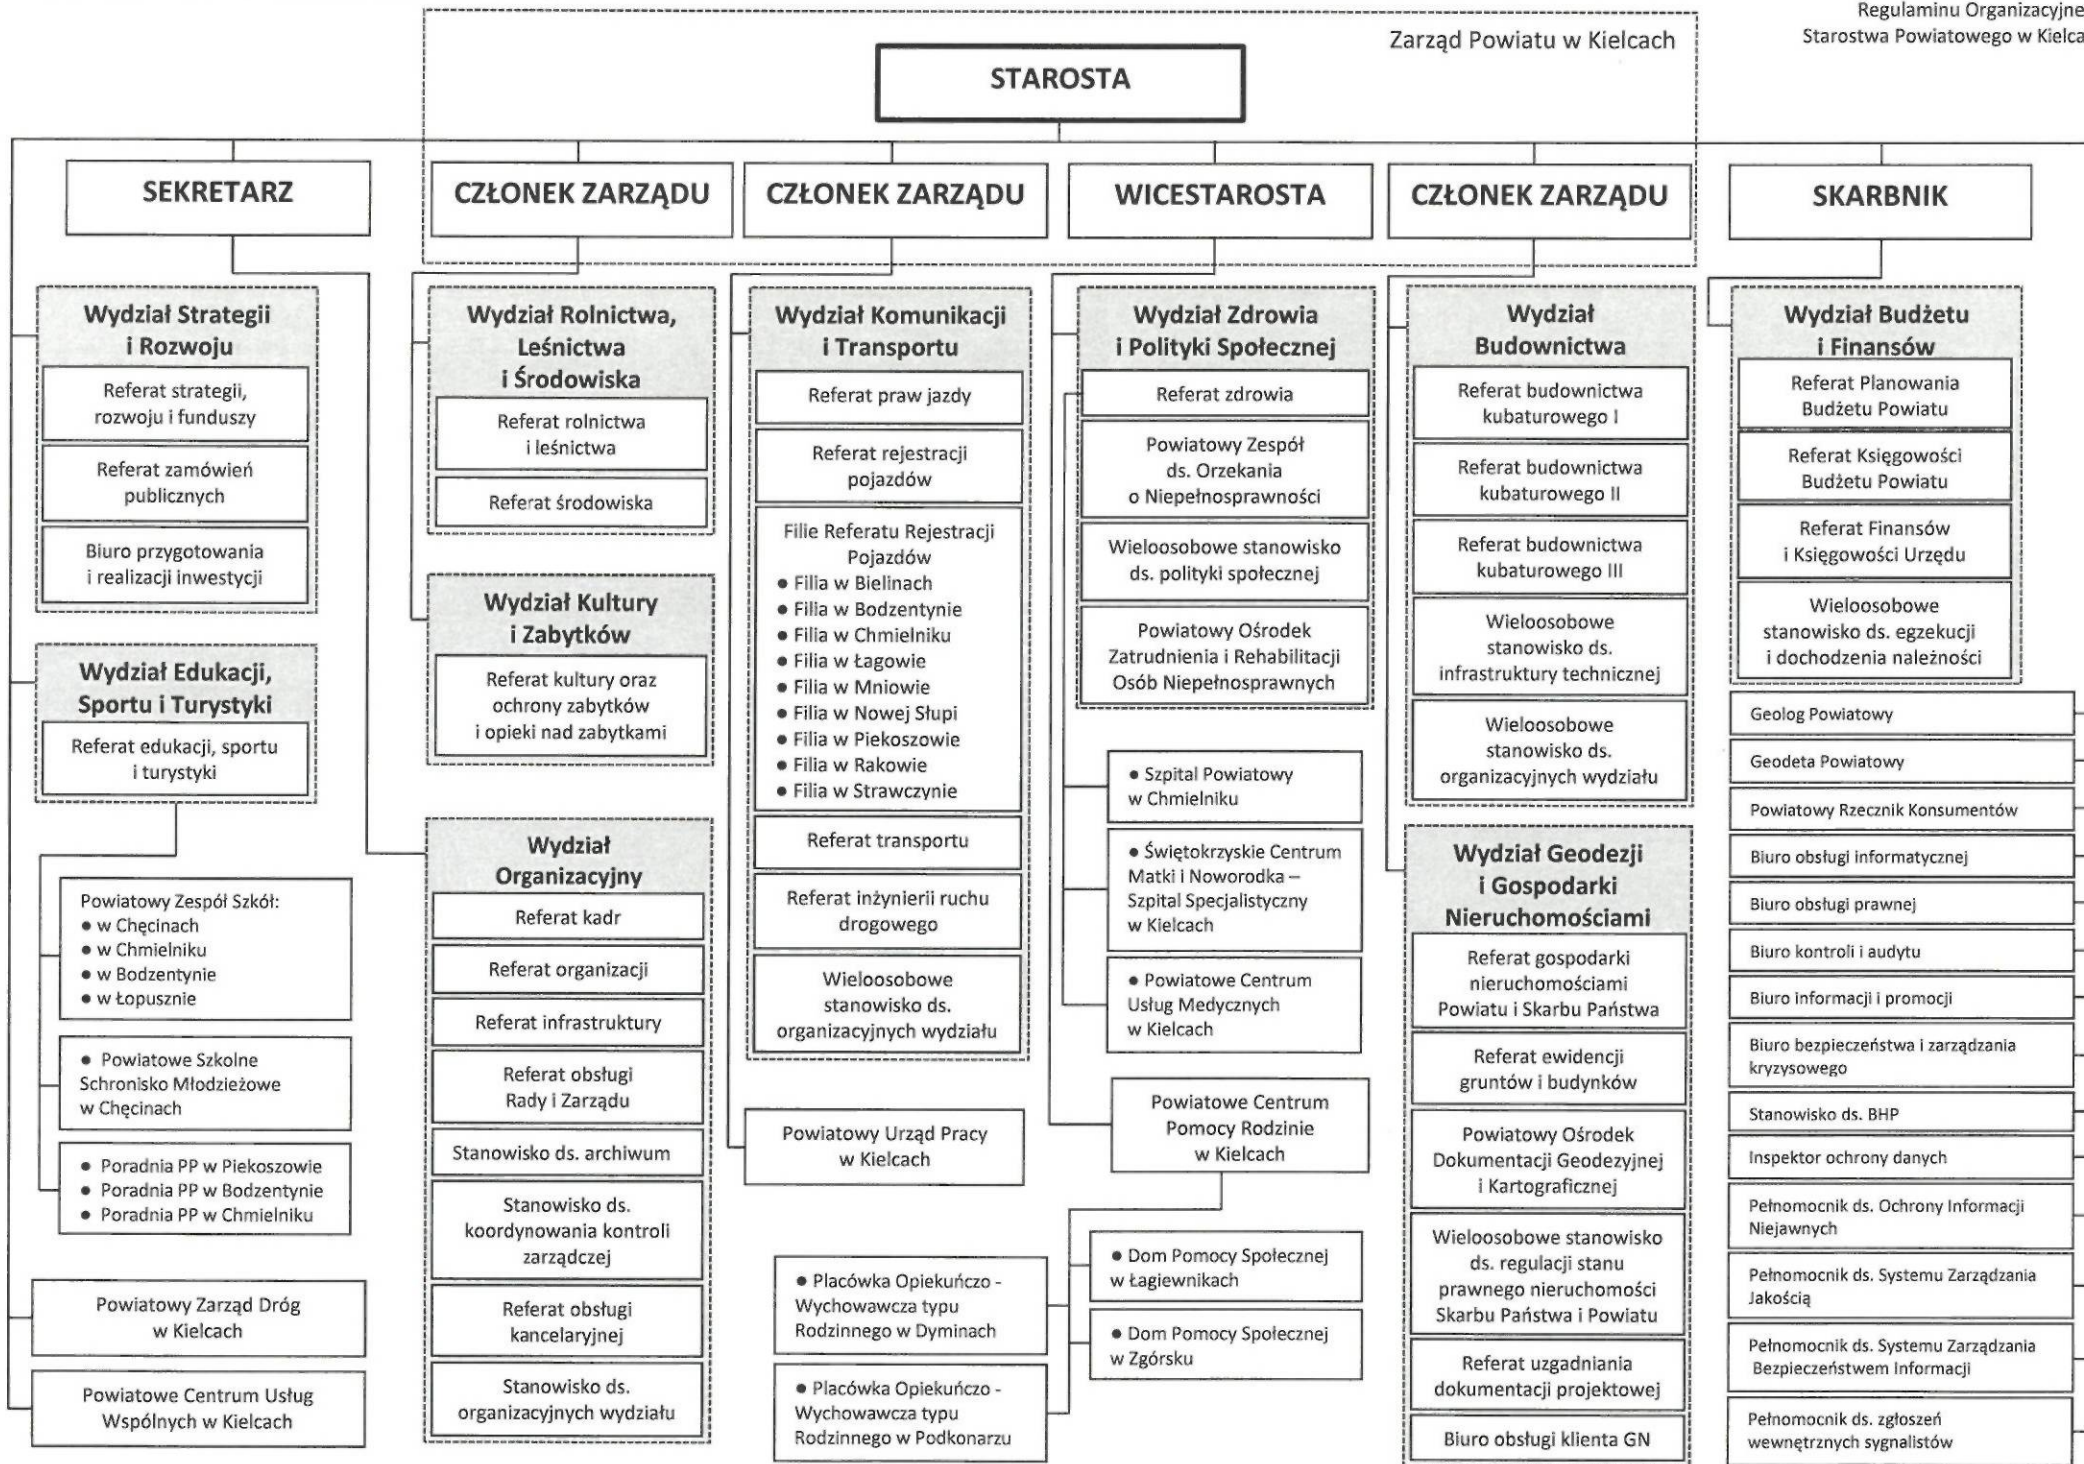 Regulaminu Organizacyjne
Starostwa Powiatowego w Kielca
Zarząd Powiatu w Kielcach
STAROSTA
SEKRETARZ
CZŁONEK ZARZĄDU
CZŁONEK ZARZĄDU
WICESTAROSTA
CZŁONEK ZARZĄDU
SKARBNIK
Wydział Strategii
i Rozwoju
Referat strategii,
rozwoju i funduszy
Referat zamówień
publicznych
Biuro przygotowania
i realizacji inwestycji
Wydział Edukacji,
Sportu i Turystyki
Referat edukacji, sportu
i turystyki
Powiatowy Zespół Szkół:
● w Chęcinach
● w Chmielniku
● w Bodzentynie
● w Łopusznie
● Powiatowe Szkolne
Schronisko Młodzieżowe
w Chęcinach
● Poradnia PP w Piekoszowie
● Poradnia PP w Bodzentynie
● Poradnia PP w Chmielniku
Powiatowy Zarząd Dróg
w Kielcach
Powiatowe Centrum Usług
Wspólnych w Kielcach
Wydział Rolnictwa,
Leśnictwa
i Środowiska
Referat rolnictwa
i leśnictwa
Referat środowiska
Wydział Kultury
i Zabytków
Referat kultury oraz
ochrony zabytków
i opieki nad zabytkami
Wydział
Organizacyjny
Referat kadr
Referat organizacji
Referat infrastruktury
Referat obsługi
Rady i Zarządu
Stanowisko ds. archiwum
Stanowisko ds.
koordynowania kontroli
zarządczej
Referat obsługi
kancelaryjnej
Stanowisko ds.
organizacyjnych wydziału
Wydział Komunikacji
i Transportu
Referat praw jazdy
Referat rejestracji
pojazdów
Filie Referatu Rejestracji
Pojazdów
● Filia w Bielinach
● Filia w Bodzentynie
● Filia w Chmielniku
● Filia w Łagowie
● Filia w Mniowie
● Filia w Nowej Słupi
● Filia w Piekoszowie
● Filia w Rakowie
● Filia w Strawczynie
Referat transportu
Referat inżynierii ruchu
drogowego
Wieloosobowe
stanowisko ds.
organizacyjnych wydziału
Powiatowy Urząd Pracy
w Kielcach
Wydział Zdrowia
i Polityki Społecznej
Referat zdrowia
Powiatowy Zespół
ds. Orzekania
o Niepełnosprawności
Wieloosobowe stanowisko
ds. polityki społecznej
Powiatowy Ośrodek
Zatrudnienia i Rehabilitacji
Osób Niepełnosprawnych
● Szpital Powiatowy
w Chmielniku
● Świętokrzyskie Centrum
Matki i Noworodka –
Szpital Specjalistyczny
w Kielcach
● Powiatowe Centrum
Usług Medycznych
w Kielcach
Powiatowe Centrum
Pomocy Rodzinie
w Kielcach
● Dom Pomocy Społecznej
w Łagiewnikach
● Dom Pomocy Społecznej
w Zgórsku
● Placówka Opiekuńczo -
Wychowawcza typu
Rodzinnego w Dyminach
● Placówka Opiekuńczo -
Wychowawcza typu
Rodzinnego w Podkonarzu
Wydział
Budownictwa
Referat budownictwa
kubaturowego I
Referat budownictwa
kubaturowego II
Referat budownictwa
kubaturowego III
Wieloosobowe
stanowisko ds.
infrastruktury technicznej
Wieloosobowe
stanowisko ds.
organizacyjnych wydziału
Wydział Geodezji
i Gospodarki
Nieruchomościami
Referat gospodarki
nieruchomościami
Powiatu i Skarbu Państwa
Referat ewidencji
gruntów i budynków
Powiatowy Ośrodek
Dokumentacji Geodezyjnej
i Kartograficznej
Wieloosobowe stanowisko
ds. regulacji stanu
prawnego nieruchomości
Skarbu Państwa i Powiatu
Referat uzgadniania
dokumentacji projektowej
Biuro obsługi klienta GN
Wydział Budżetu
i Finansów
Referat Planowania
Budżetu Powiatu
Referat Księgowości
Budżetu Powiatu
Referat Finansów
i Księgowości Urzędu
Wieloosobowe
stanowisko ds. egzekucji
i dochodzenia należności
Geolog Powiatowy
Geodeta Powiatowy
Powiatowy Rzecznik Konsumentów
Biuro obsługi informatycznej
Biuro obsługi prawnej
Biuro kontroli i audytu
Biuro informacji i promocji
Biuro bezpieczeństwa i zarządzania
kryzysowego
Stanowisko ds. BHP
Inspektor ochrony danych
Pełnomocnik ds. Ochrony Informacji
Niejawnych
Pełnomocnik ds. Systemu Zarządzania
Jakością
Pełnomocnik ds. Systemu Zarządzania
Bezpieczeństwem Informacji
Pełnomocnik ds. zgłoszeń
wewnętrznych sygnalistów